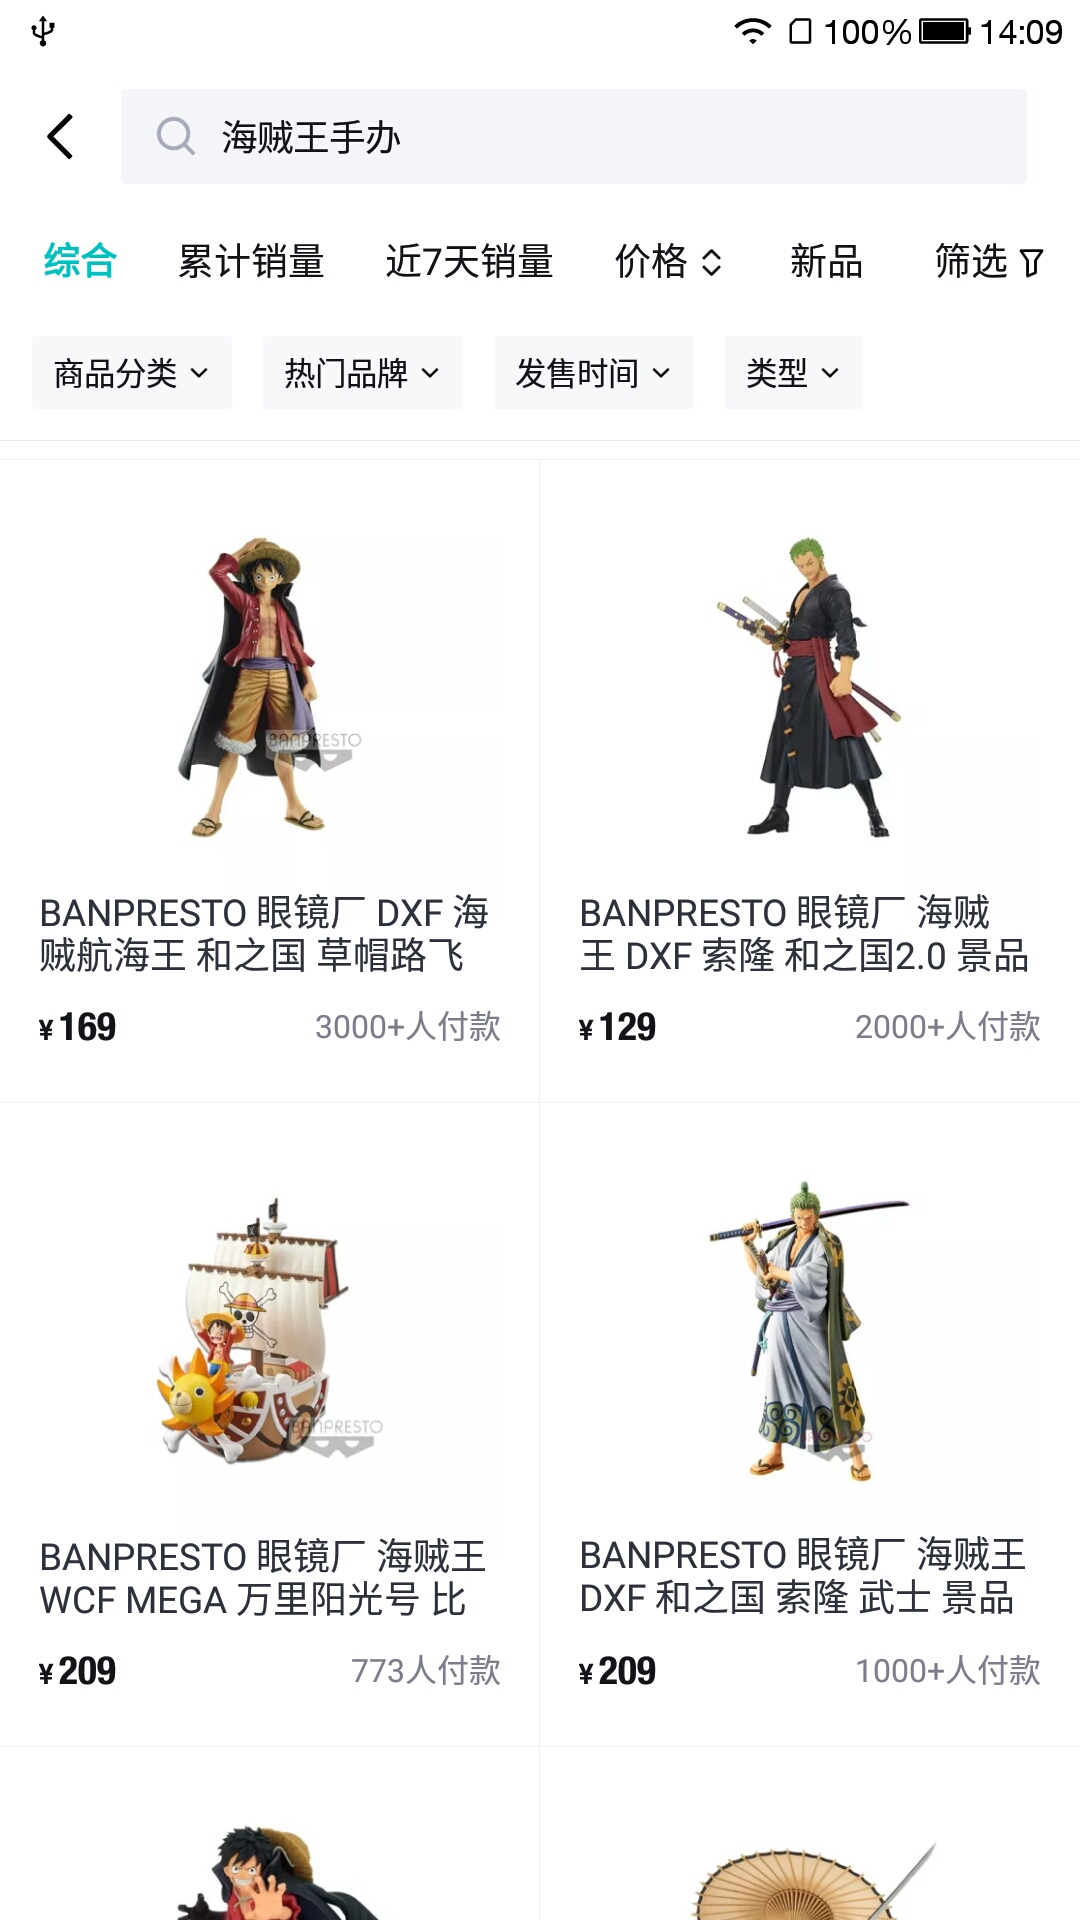 100% 14:09
海贼王手办
综合 累计销量 近7天销量 价格 新品 筛选
商品分类 热门品牌 发售时间 类型
BANPRESTO
BANPRESTO 眼镜厂 DXF 海
贼航海王 和之国 草帽路飞
¥169 3000+人付款
BANPRESTO 眼镜厂 海贼
王 DXF 索隆 和之国2.0 景品
¥129 2000+人付款
BANPRESTO
BANPRESTO 眼镜厂 海贼王
WCF MEGA 万里阳光号 比
¥209 773人付款
BANPRESTO 眼镜厂 海贼王
DXF 和之国 索隆 武士 景品
¥209 1000+人付款